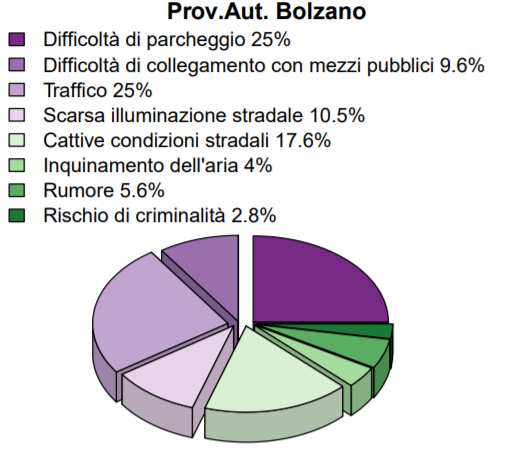 Prov.Aut. Bolzano
Difficoltà di parcheggio 25%
Difficoltà di collegamento con mezzi pubblici 9.6%
Traffico 25%
Scarsa illuminazione stradale 10.5%
Cattive condizioni stradali 17.6%
Inquinamento dell'aria 4%
Rumore 5.6%
Rischio di criminalità 2.8%